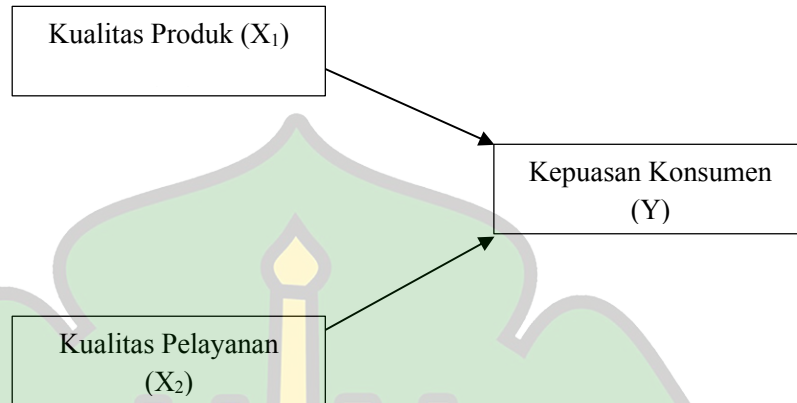 Kualitas Produk (X₁)
Kepuasan Konsumen
(Y)
Kualitas Pelayanan
(X₂)